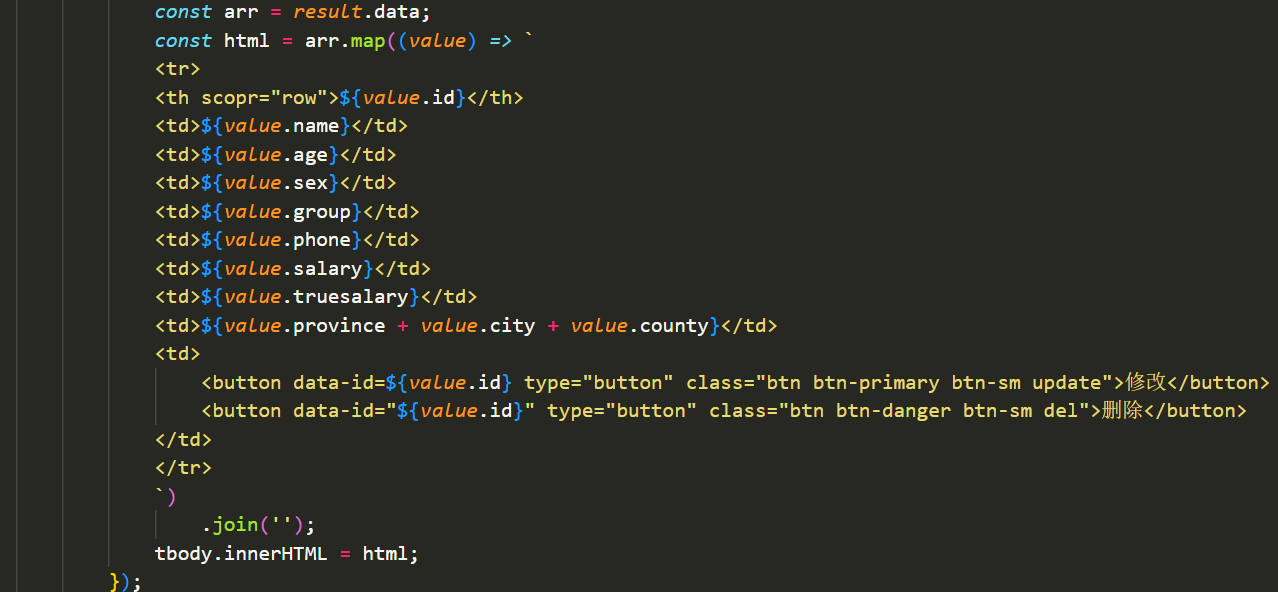 const arr = result.data;
const html = arr.map((value) => `
<tr>
<th scopr="row">${value.id}</th>
<td>${value.name}</td>
<td>${value.age}</td>
<td>${value.sex}</td>
<td>${value.group}</td>
<td>${value.phone}</td>
<td>${value.salary}</td>
<td>${value.truesalary}</td>
<td>${value.province + value.city + value.county}</td>
<td>
<button data-id=${value.id} type="button" class="btn btn-primary btn-sm update">修改</button>
<button data-id="${value.id}" type="button" class="btn btn-danger btn-sm del">删除</button>
</td>
</tr>
`)
.join('');
tbody.innerHTML = html;
});